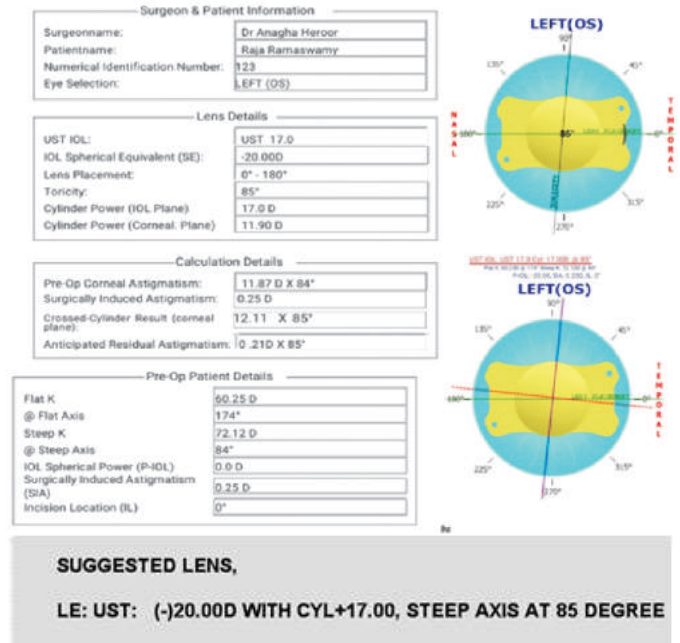 Surgeon & Patient Information
Surgeonname: Dr Anagha Heroor
Patientname: Raja Ramaswamy
Numerical Identification Number: 123
Eye Selection: LEFT (OS)
Lens Details
UST IOL: UST 17.0
IOL Spherical Equivalent (SE): -20.00D
Lens Placement: 0° - 180°
Toricity: 85°
Cylinder Power (IOL Plane) 17.0 D
Cylinder Power (Corneal. Plane) 11.90 D
LEFT(OS)
90°
135°
45°
NASAL
180°
85°
LENS PLACEMENT
0°
TEMPORAL
225°
315°
270°
Calculation Details
Pre-Op Corneal Astigmatism: 11.87 D X 84°
Surgically Induced Astigmatism: 0.25 D
Crossed-Cylinder Result (corneal plane): 12.11 X 85°
Anticipated Residual Astigmatism: 0 .21D X 85°
LEFT(OS)
90°
135°
45°
180°
0°
TEMPORAL
225°
315°
270°
Pre-Op Patient Details
Flat K 60.25 D
@ Flat Axis 174°
Steep K 72.12 D
@ Steep Axis 84°
IOL Spherical Power (P-IOL) 0.0 D
Surgically Induced Astigmatism (SIA) 0.25 D
Incision Location (IL) 0°
SUGGESTED LENS,
LE: UST: (-)20.00D WITH CYL+17.00, STEEP AXIS AT 85 DEGREE